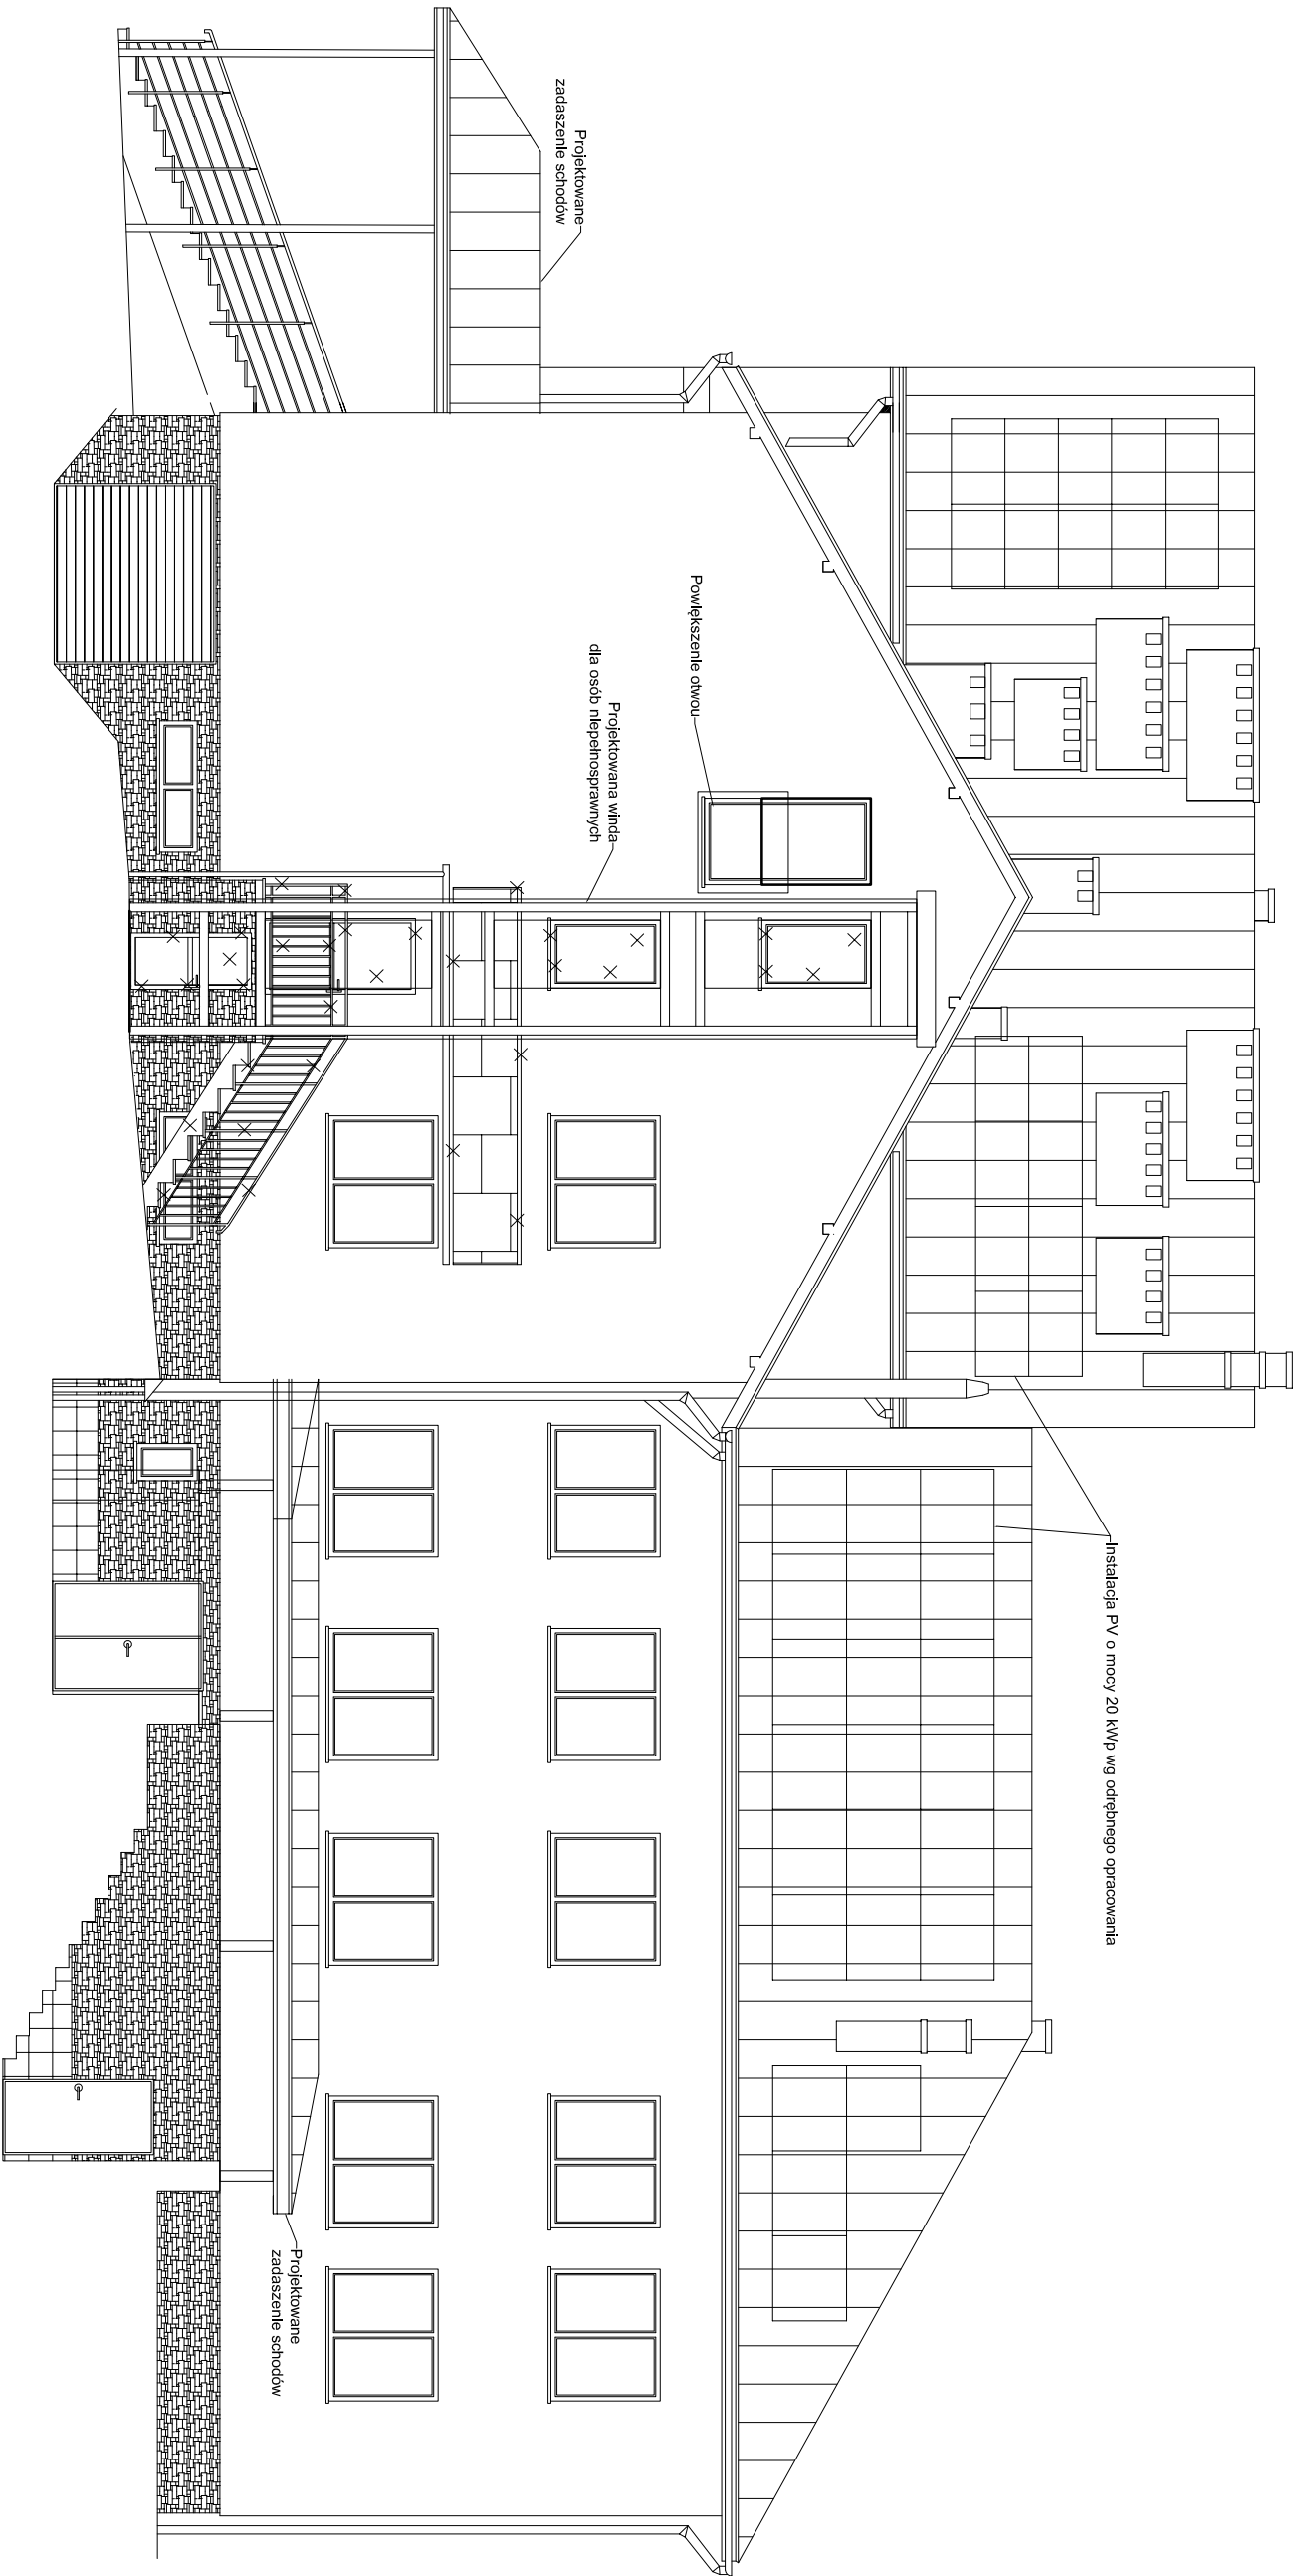 Projektowane
zadaszenie schodów
Powiększenie otwou
Projektowana winda
dla osób niepełnosprawnych
Instalacja PV o mocy 20 kWp wg odrębnego opracowania
Projektowane
zadaszenie schodów